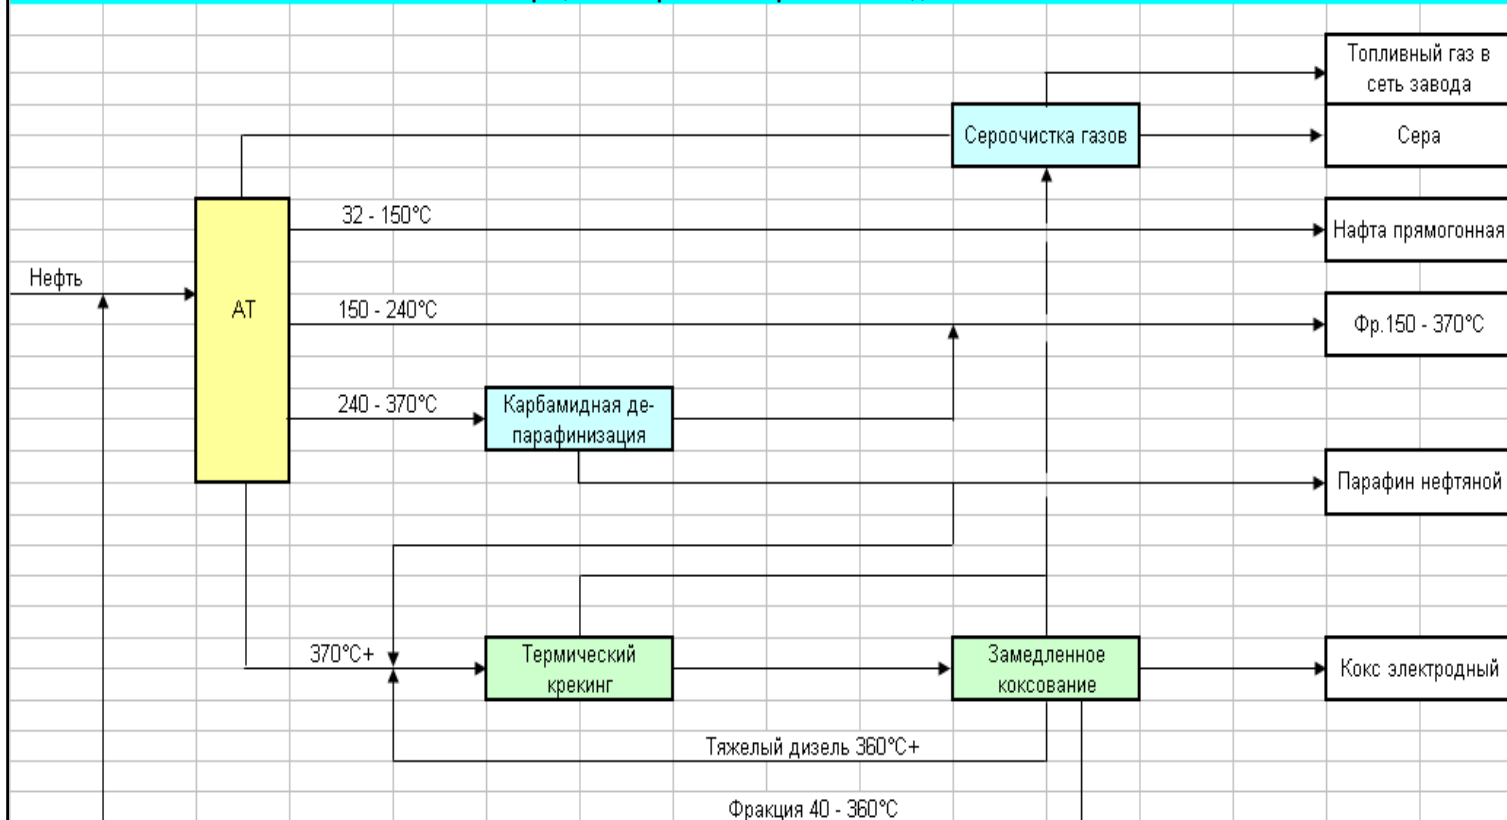 Топливный газ в
сеть завода
Сероочистка газов
Сера
32 - 150°C
Нафта прямогонная
Нефть
АТ
150 - 240°C
Фр.150 - 370°C
240 - 370°C
Карбамидная де-
парафинизация
Парафин нефтяной
370°C+
Термический
крекинг
Замедленное
коксование
Кокс электродный
Тяжелый дизель 360°C+
Фракция 40 - 360°C